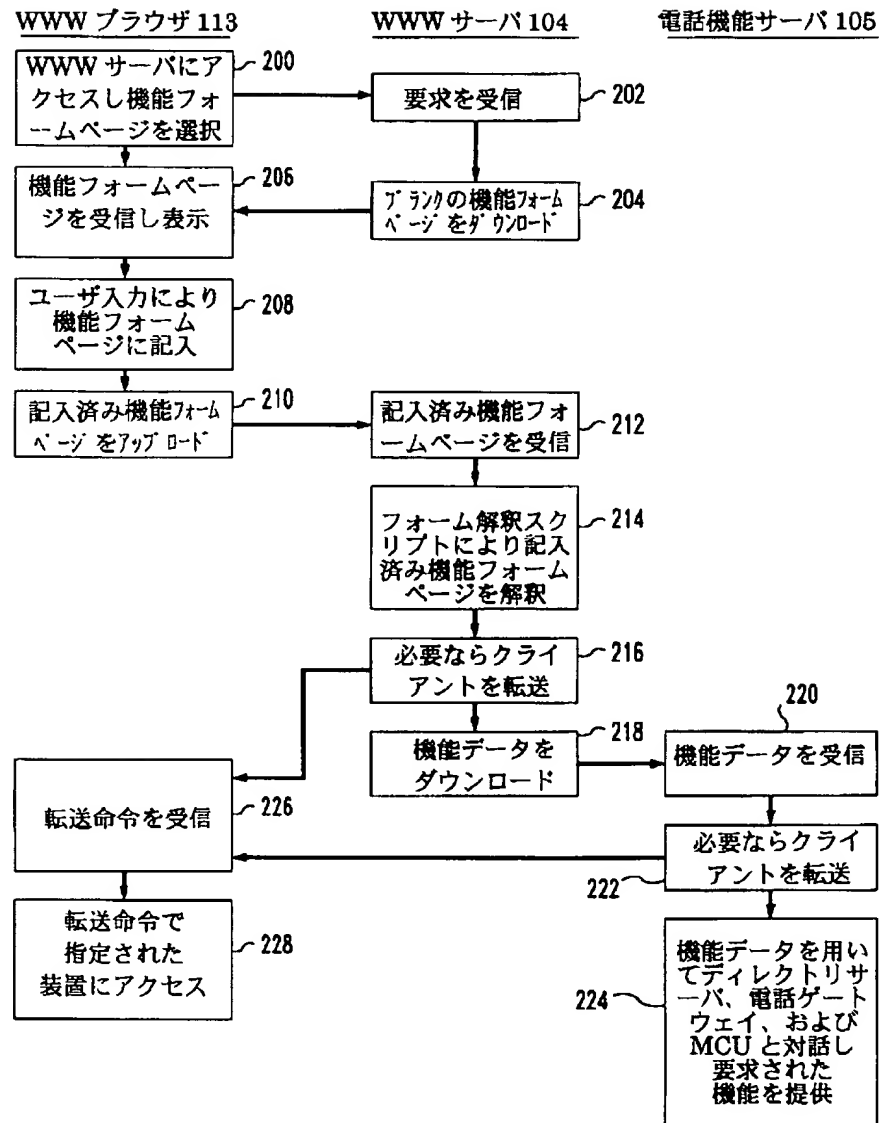 WWW ブラウザ 113
WWW サーバ 104
電話機能サーバ 105
WWW サーバにア
クセスし機能フォ
ームページを選択
200
要求を受信
202
ブランクの機能フォーム
ページをダウンロード
204
機能フォームペー
ジを受信し表示
206
ユーザ入力により
機能フォーム
ページに記入
208
記入済み機能フォーム
ページをアップロード
210
記入済み機能フォ
ームページを受信
212
フォーム解釈スク
リプトにより記入
済み機能フォーム
ページを解釈
214
必要ならクライ
アントを転送
216
機能データを
ダウンロード
218
220
機能データを受信
必要ならクライ
アントを転送
222
転送命令を受信
226
転送命令で
指定された
装置にアクセス
228
機能データを用い
てディレクトリサ
ーバ、電話ゲート
ウェイ、および
MCU と対話し
要求された
機能を提供
224